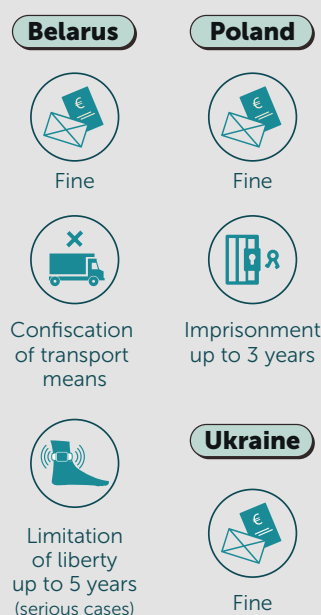 Belarus
€
Fine
Confiscation
of transport
means
Limitation
of liberty
up to 5 years
(serious cases)
Poland
€
Fine
Imprisonment
up to 3 years
Ukraine
€
Fine